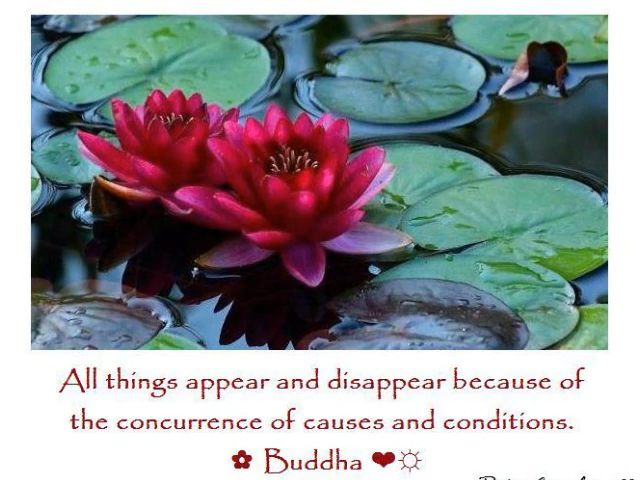 All things appear and disappear because of
the concurrence of causes and conditions.
✿ Buddha ❤☼